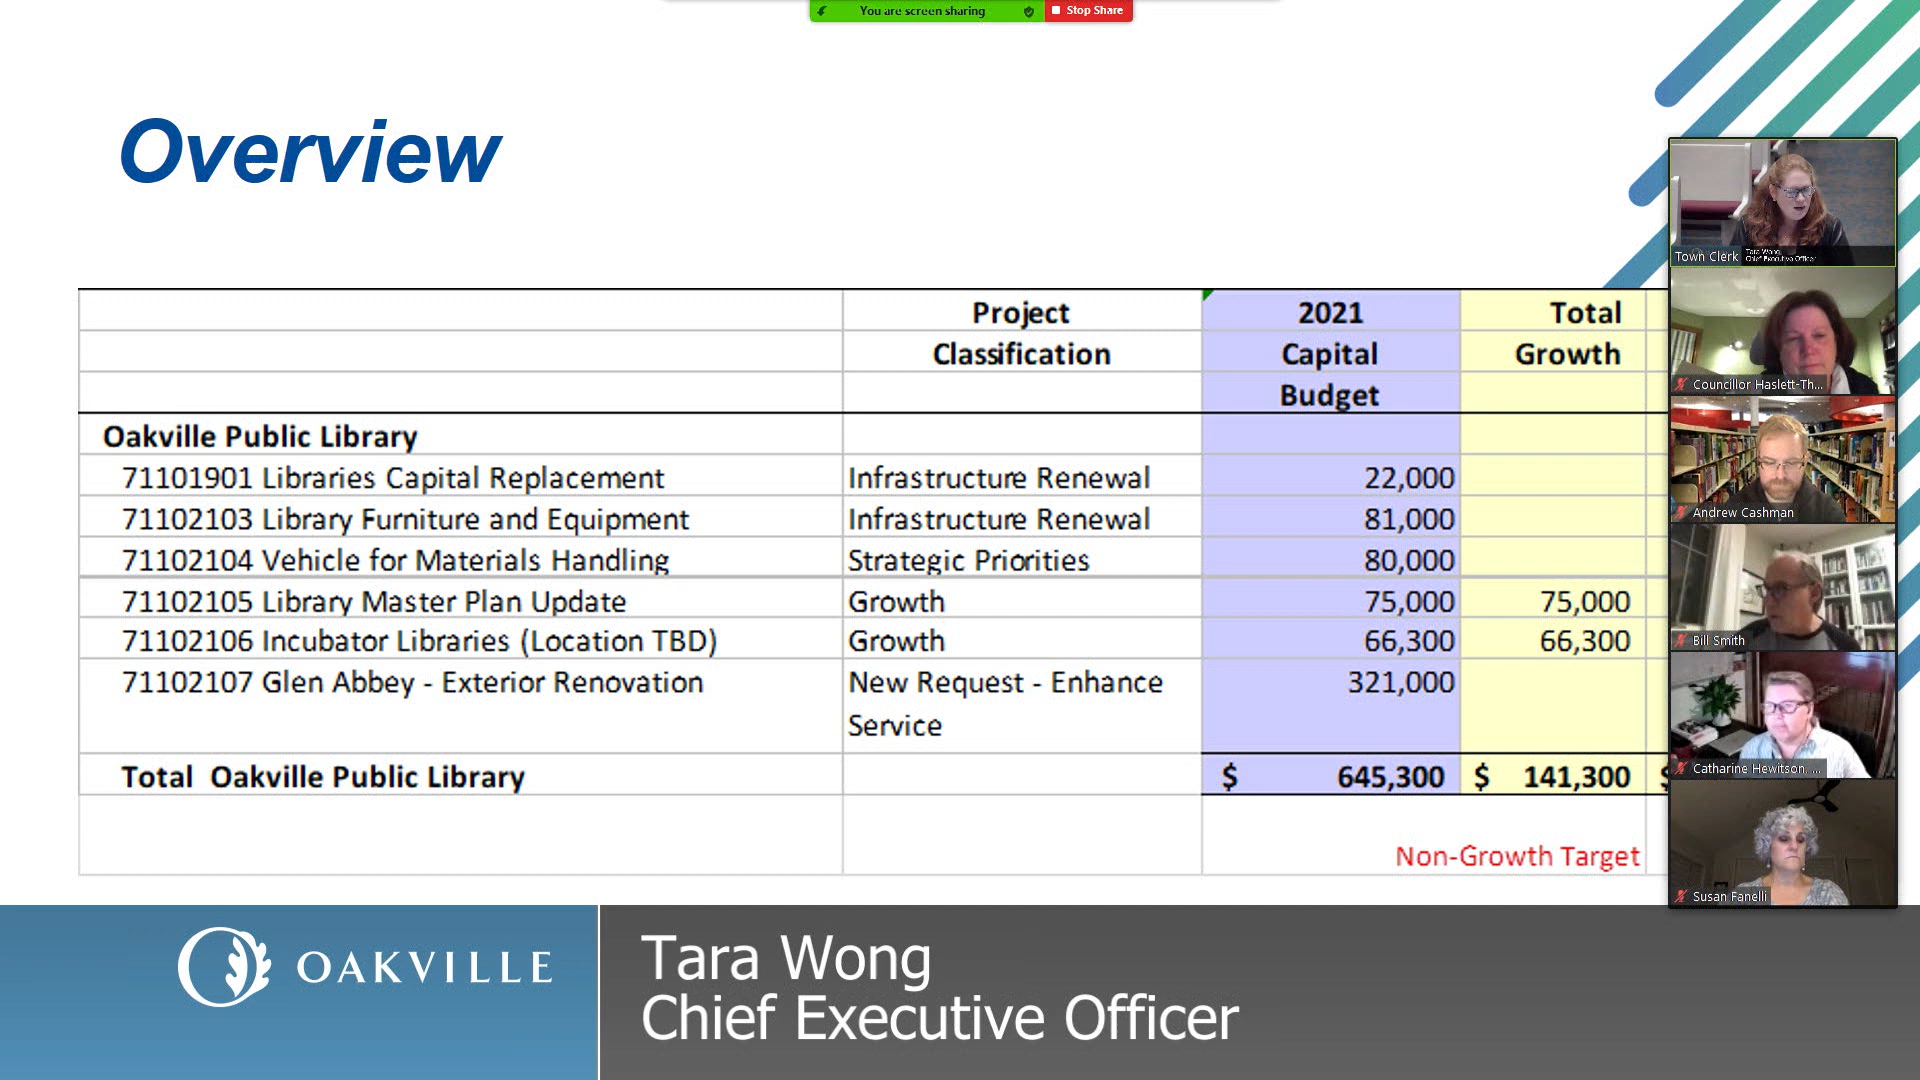 You are screen sharing
Stop Share
Overview
Project 2021 Total
Classification Capital Growth
Budget
Oakville Public Library
71101901 Libraries Capital Replacement Infrastructure Renewal 22,000
71102103 Library Furniture and Equipment Infrastructure Renewal 81,000
71102104 Vehicle for Materials Handling Strategic Priorities 80,000
71102105 Library Master Plan Update Growth 75,000 75,000
71102106 Incubator Libraries (Location TBD) Growth 66,300 66,300
71102107 Glen Abbey - Exterior Renovation New Request - Enhance 321,000
Service
Total Oakville Public Library $ 645,300 $ 141,300 $
Non-Growth Target
Town Clerk
Tara Wong
Chief Executive Officer
Councillor Haslett-Th...
Andrew Cashman
Bill Smith
Catharine Hewitson, ...
Susan Fanelli
OAKVILLE
Tara Wong
Chief Executive Officer